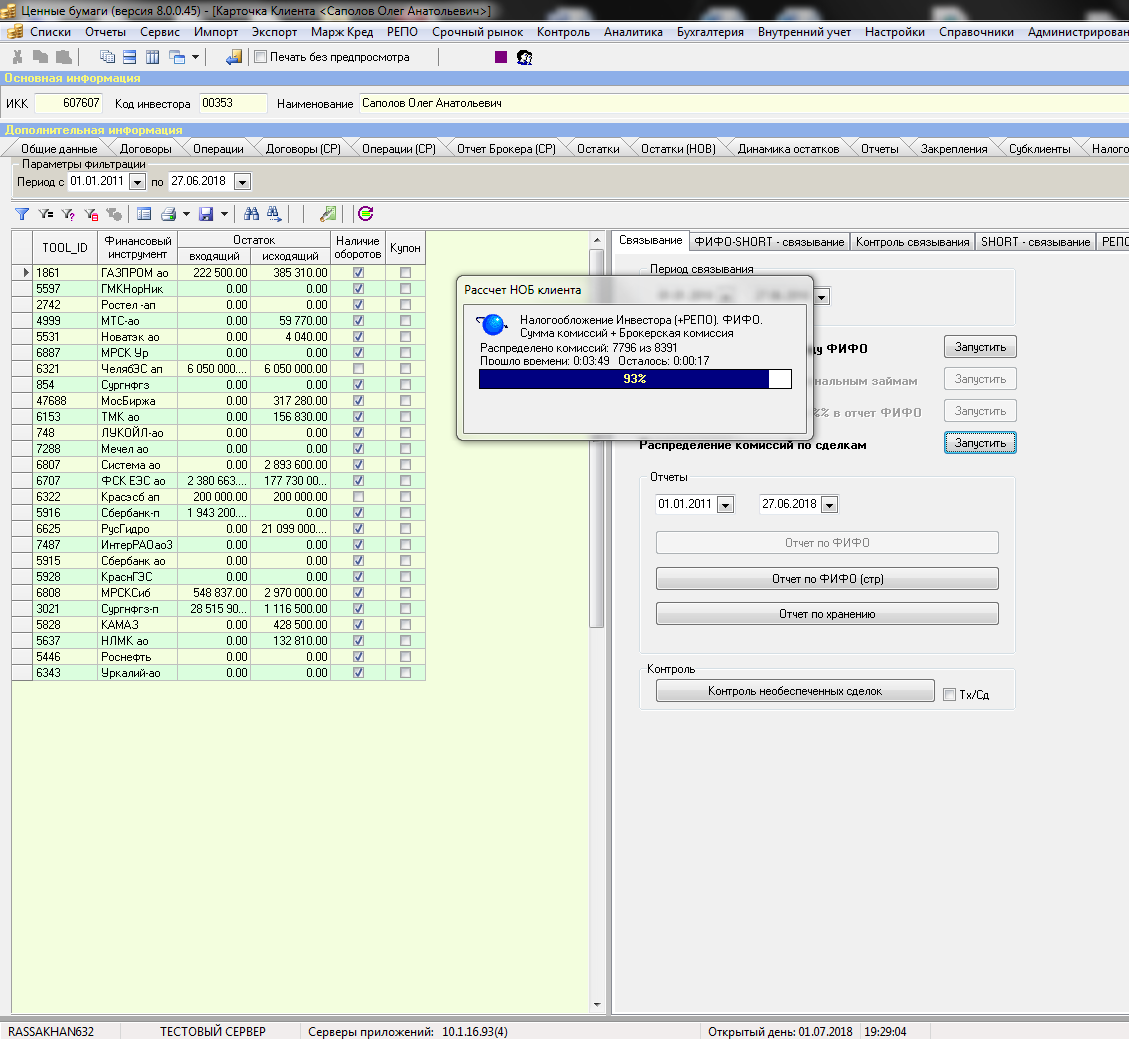 Ценные бумаги (версия 8.0.0.45) - [Карточка Клиента <Саполов Олег Анатольевич>]
Списки Отчеты Сервис Импорт Экспорт Марж Кред РЕПО Срочный рынок Контроль Аналитика Бухгалтерия Внутренний учет Настройки Справочники Администрирован
Печать без предпросмотра
Основная информация
ИКК 607607 Код инвестора 00353 Наименование Саполов Олег Анатольевич
Дополнительная информация
Общие данные Договоры Операции Договоры (СР) Операции (СР) Отчет Брокера (СР) Остатки Остатки (НОВ) Динамика остатков Отчеты Закрепления Субклиенты Налого
Параметры фильтрации
Период с 01.01.2011 по 27.06.2018
TOOL_ID Финансовый инструмент Остаток входящий исходящий Наличие оборотов Купон
1861 ГАЗПРОМ ао 222 500.00 385 310.00
5597 ГМКНорНик 0.00 0.00
2742 Ростел -ап 0.00 0.00
4999 МТС-ао 0.00 59 770.00
5531 Новатэк ао 0.00 4 040.00
6887 МРСК Ур 0.00 0.00
6321 ЧелябЭС ап 6 050 000.... 6 050 000.00
854 Сургнфгз 0.00 0.00
47688 МосБиржа 0.00 317 280.00
6153 ТМК ао 0.00 156 830.00
748 ЛУКОЙЛ-ао 0.00 0.00
7288 Мечел ао 0.00 0.00
6807 Система ао 0.00 2 893 600.00
6707 ФСК ЕЭС ао 2 380 663.... 177 730 00...
6322 Красэсб ап 200 000.00 200 000.00
5916 Сбербанк-п 1 943 200.... 0.00
6625 РусГидро 0.00 21 099 000....
7487 ИнтерРАОао3 0.00 0.00
5915 Сбербанк ао 0.00 0.00
5928 КраснГЭС 0.00 0.00
6808 МРСКСиб 548 837.00 2 970 000.00
3021 Сургнфгз-п 28 515 90... 1 116 500.00
5828 КАМАЗ 0.00 428 500.00
5637 НЛМК ао 0.00 132 810.00
5446 Роснефть 0.00 0.00
6343 Уркалий-ао 0.00 0.00
Связывание ФИФО-SHORT - связывание Контроль связывания SHORT - связывание РЕПО
Период связывания
Рассчет НОБ клиента
Налогообложение Инвестора (+РЕПО). ФИФО.
Сумма комиссий + Брокерская комиссия
Распределено комиссий: 7796 из 8391
Прошло времени: 0:03:49 Осталось: 0:00:17
93%
ду ФИФО Запустить
нальным займам Запустить
%% в отчет ФИФО Запустить
Распределение комиссий по сделкам Запустить
Отчеты
01.01.2011 27.06.2018
Отчет по ФИФО
Отчет по ФИФО (стр)
Отчет по хранению
Контроль
Контроль необеспеченных сделок Тх/Сд
RASSAKHAN632 ТЕСТОВЫЙ СЕРВЕР Серверы приложений: 10.1.16.93(4) Открытый день: 01.07.2018 19:29:04